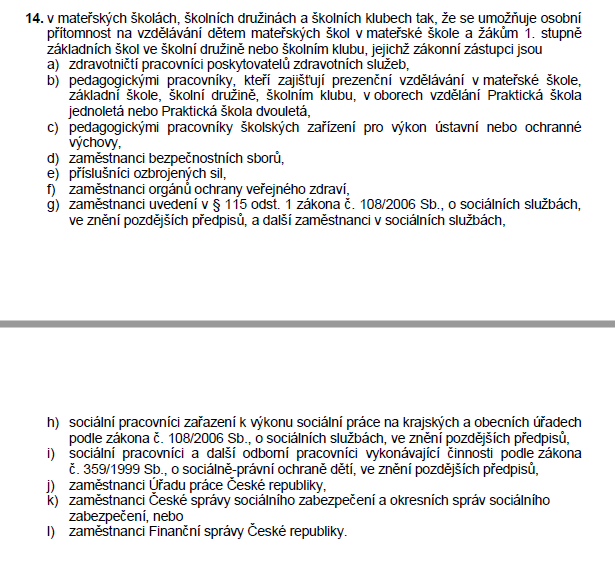 14. v mateřských školách, školních družinách a školních klubech tak, že se umožňuje osobní
přítomnost na vzdělávání dětem mateřských škol v mateřské škole a žákům 1. stupně
základních škol ve školní družině nebo školním klubu, jejichž zákonní zástupci jsou
a) zdravotničtí pracovníci poskytovatelů zdravotních služeb,
b) pedagogickými pracovníky, kteří zajišťují prezenční vzdělávání v mateřské škole,
základní škole, školní družině, školním klubu, v oborech vzdělání Praktická škola
jednoletá nebo Praktická škola dvouletá,
c) pedagogickými pracovníky školských zařízení pro výkon ústavní nebo ochranné
výchovy,
d) zaměstnanci bezpečnostních sborů,
e) příslušníci ozbrojených sil,
f) zaměstnanci orgánů ochrany veřejného zdraví,
g) zaměstnanci uvedení v § 115 odst. 1 zákona č. 108/2006 Sb., o sociálních službách,
ve znění pozdějších předpisů, a další zaměstnanci v sociálních službách,
h) sociální pracovníci zařazení k výkonu sociální práce na krajských a obecních úřadech
podle zákona č. 108/2006 Sb., o sociálních službách, ve znění pozdějších předpisů,
i) sociální pracovníci a další odborní pracovníci vykonávající činnosti podle zákona
č. 359/1999 Sb., o sociálně-právní ochraně dětí, ve znění pozdějších předpisů,
j) zaměstnanci Úřadu práce České republiky,
k) zaměstnanci České správy sociálního zabezpečení a okresních správ sociálního
zabezpečení, nebo
l) zaměstnanci Finanční správy České republiky.